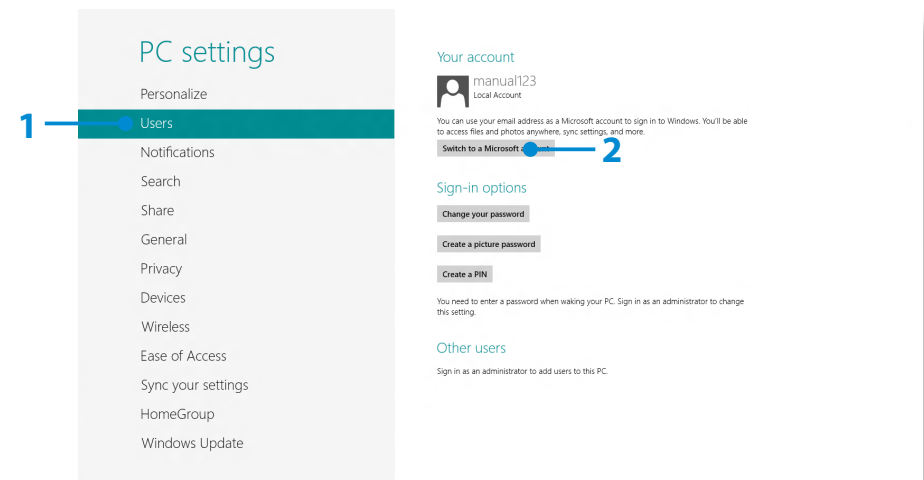 PC settings
Personalize
1
Users
Notifications
Search
Share
General
Privacy
Devices
Wireless
Ease of Access
Sync your settings
HomeGroup
Windows Update
Your account
manual123
Local Account
You can use your email address as a Microsoft account to sign in to Windows. You'll be able
to access files and photos anywhere, sync settings, and more.
Switch to a Microsoft account
2
Sign-in options
Change your password
Create a picture password
Create a PIN
You need to enter a password when waking your PC. Sign in as an administrator to change
this setting.
Other users
Sign in as an administrator to add users to this PC.